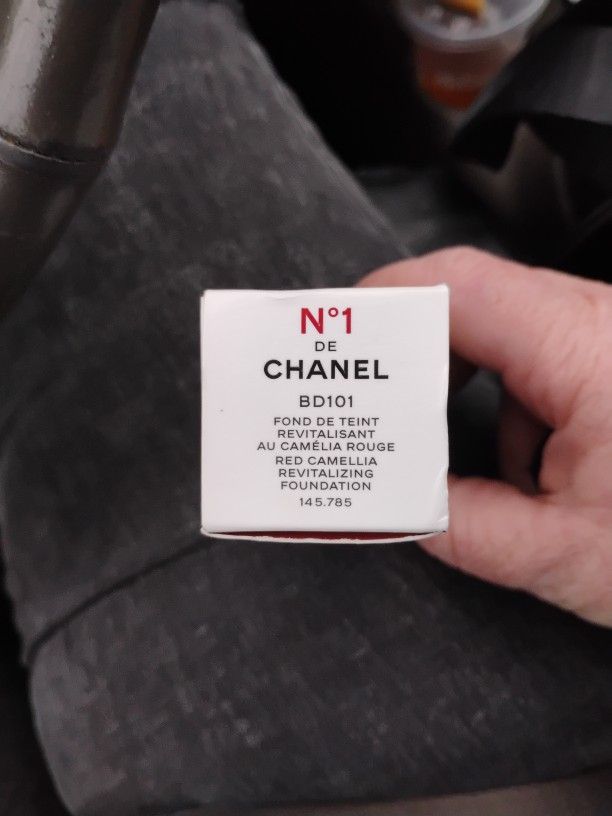 N°1
DE
CHANEL
BD101
FOND DE TEINT
REVITALISANT
AU CAMÉLIA ROUGE
RED CAMELLIA
REVITALIZING
FOUNDATION
145.785